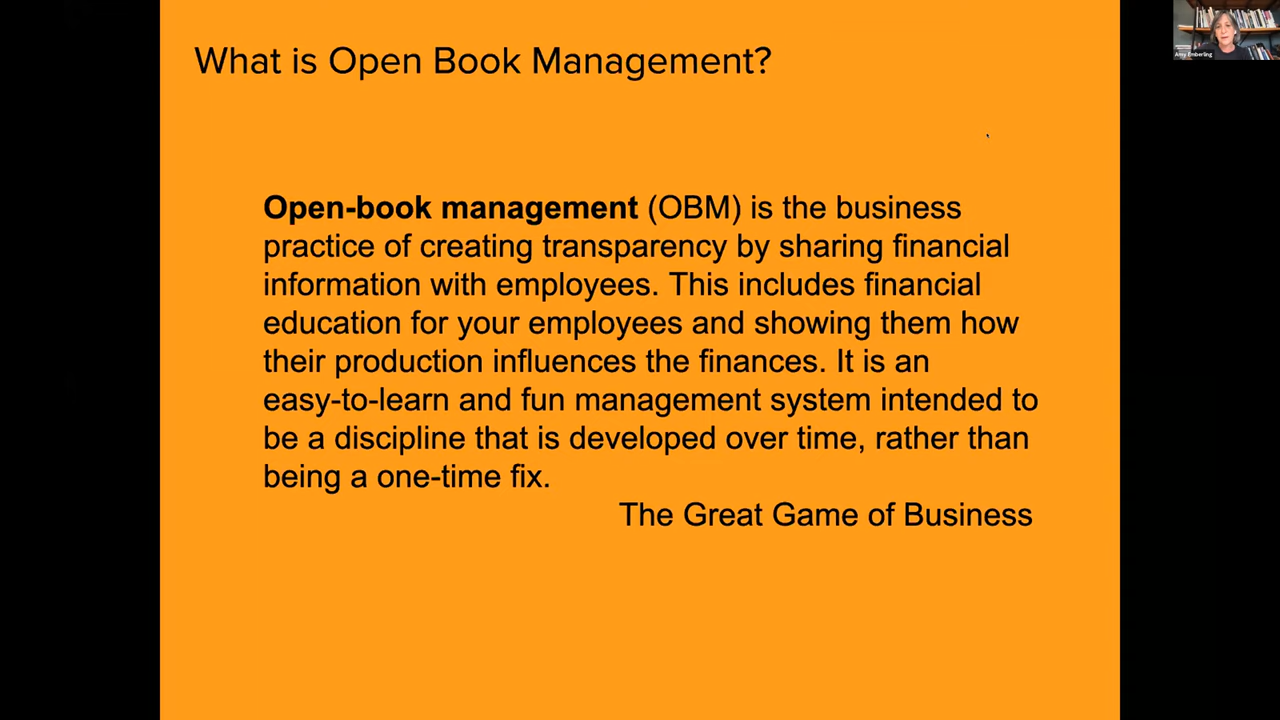 What is Open Book Management?
Amy Emberling
Open-book management (OBM) is the business
practice of creating transparency by sharing financial
information with employees. This includes financial
education for your employees and showing them how
their production influences the finances. It is an
easy-to-learn and fun management system intended to
be a discipline that is developed over time, rather than
being a one-time fix.
The Great Game of Business